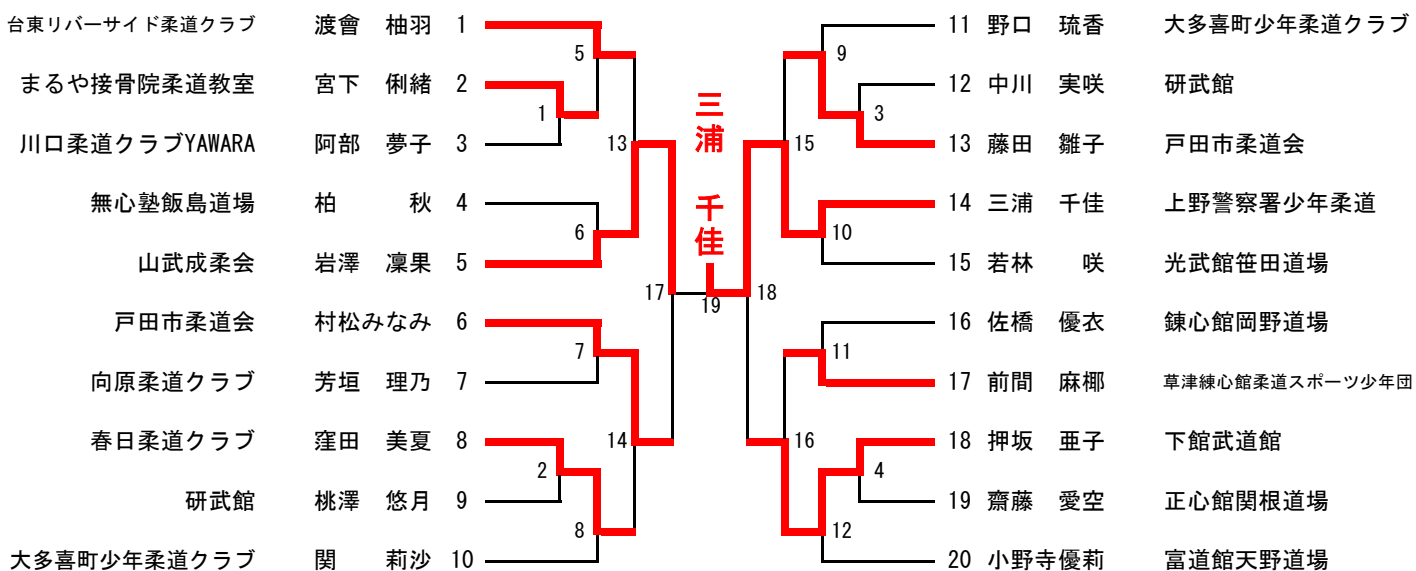 台東リバーサイド柔道クラブ 渡會 柚羽 1
まるや接骨院柔道教室 宮下 俐緒 2
川口柔道クラブYAWARA 阿部 夢子 3
無心塾飯島道場 柏 秋 4
山武成柔会 岩澤 凜果 5
戸田市柔道会 村松みなみ 6
向原柔道クラブ 芳垣 理乃 7
春日柔道クラブ 窪田 美夏 8
研武館 桃澤 悠月 9
大多喜町少年柔道クラブ 関 莉沙 10
5
1
13
6
17
7
14
2
8
三浦 千佳
19
9
3
15
10
18
11
16
4
12
11 野口 琉香 大多喜町少年柔道クラブ
12 中川 実咲 研武館
13 藤田 雛子 戸田市柔道会
14 三浦 千佳 上野警察署少年柔道
15 若林 咲 光武館笹田道場
16 佐橋 優衣 錬心館岡野道場
17 前間 麻椰 草津練心館柔道スポーツ少年団
18 押坂 亜子 下館武道館
19 齋藤 愛空 正心館関根道場
20 小野寺優莉 富道館天野道場